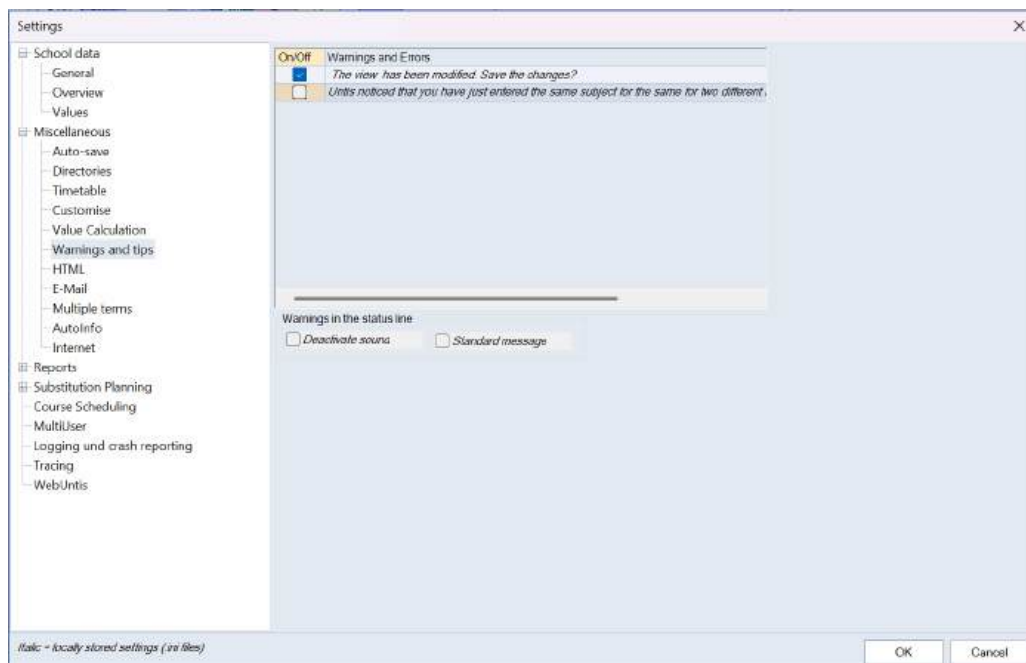 Settings
School data
General
Overview
Values
Miscellaneous
Auto-save
Directories
Timetable
Customise
Value Calculation
Warnings and tips
HTML
E-Mail
Multiple terms
AutoInfo
Internet
Reports
Substitution Planning
Course Scheduling
MultiUser
Logging und crash reporting
Tracing
WebUntis
On/Off Warnings and Errors
The view has been modified. Save the changes?
Untis noticed that you have just entered the same subject for the same for two different
Warnings in the status line
Deactivate sound Standard message
Italic = locally stored settings (.ini files)
OK Cancel